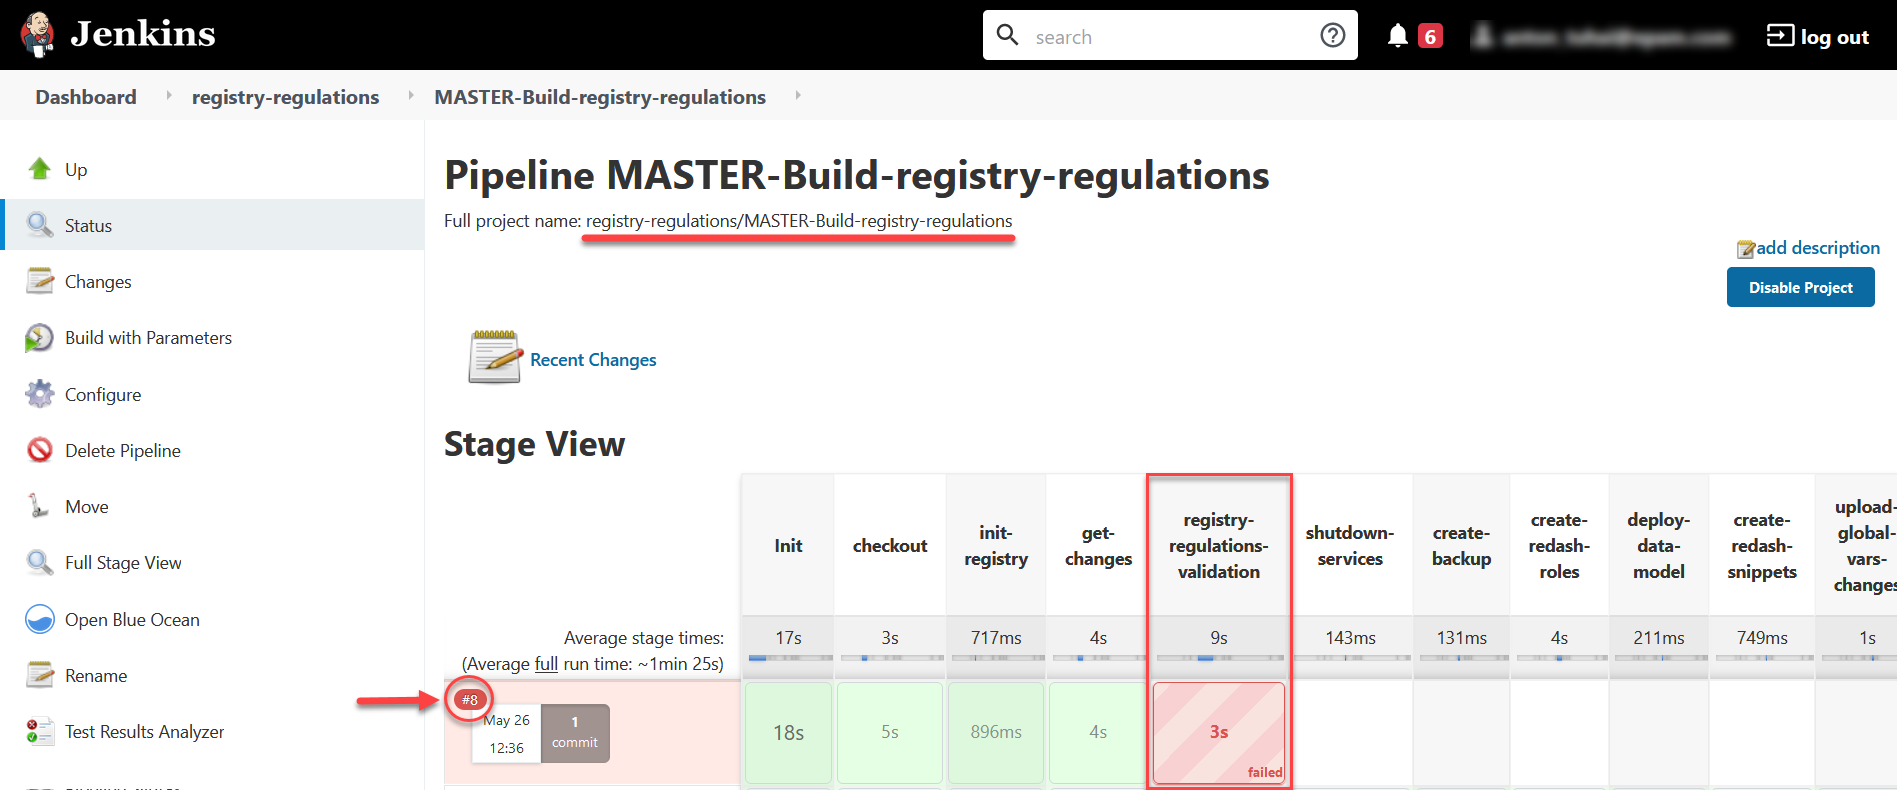 Jenkins
search
6
log out
Dashboard
registry-regulations
MASTER-Build-registry-regulations
Up
Status
Changes
Build with Parameters
Configure
Delete Pipeline
Move
Full Stage View
Open Blue Ocean
Rename
Test Results Analyzer
Pipeline MASTER-Build-registry-regulations
Full project name: registry-regulations/MASTER-Build-registry-regulations
add description
Disable Project
Recent Changes
Stage View
Init
checkout
init-
registry
get-
changes
registry-
regulations-
validation
shutdown-
services
create-
backup
create-
redash-
roles
deploy-
data-
model
create-
redash-
snippets
upload-
global-
vars-
changes
Average stage times:
(Average full run time: ~1min 25s)
17s
3s
717ms
4s
9s
143ms
131ms
4s
211ms
749ms
1s
#8
May 26
12:36
1
commit
18s
5s
896ms
4s
3s
failed